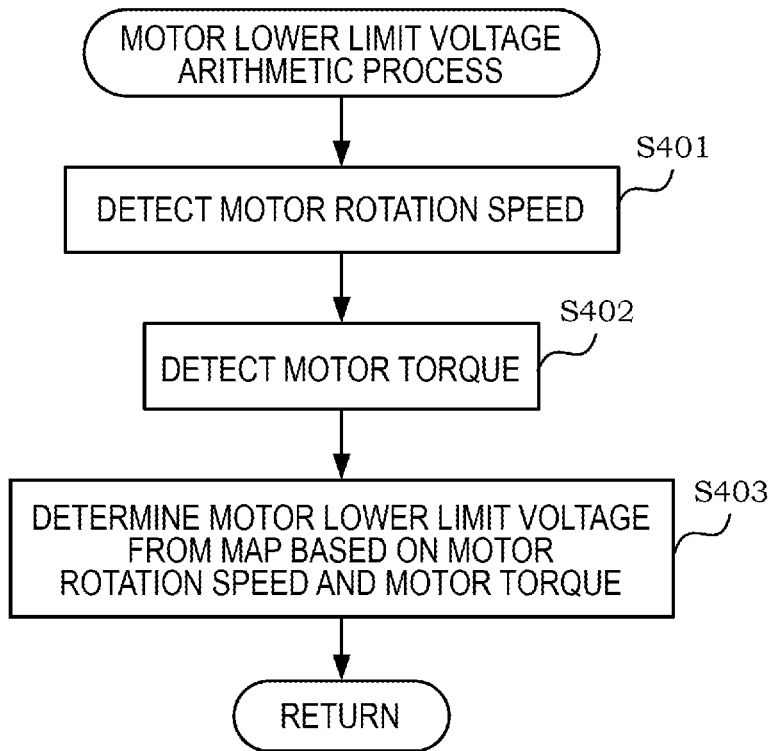 MOTOR LOWER LIMIT VOLTAGE
ARITHMETIC PROCESS
S401
DETECT MOTOR ROTATION SPEED
S402
DETECT MOTOR TORQUE
S403
DETERMINE MOTOR LOWER LIMIT VOLTAGE
FROM MAP BASED ON MOTOR
ROTATION SPEED AND MOTOR TORQUE
RETURN